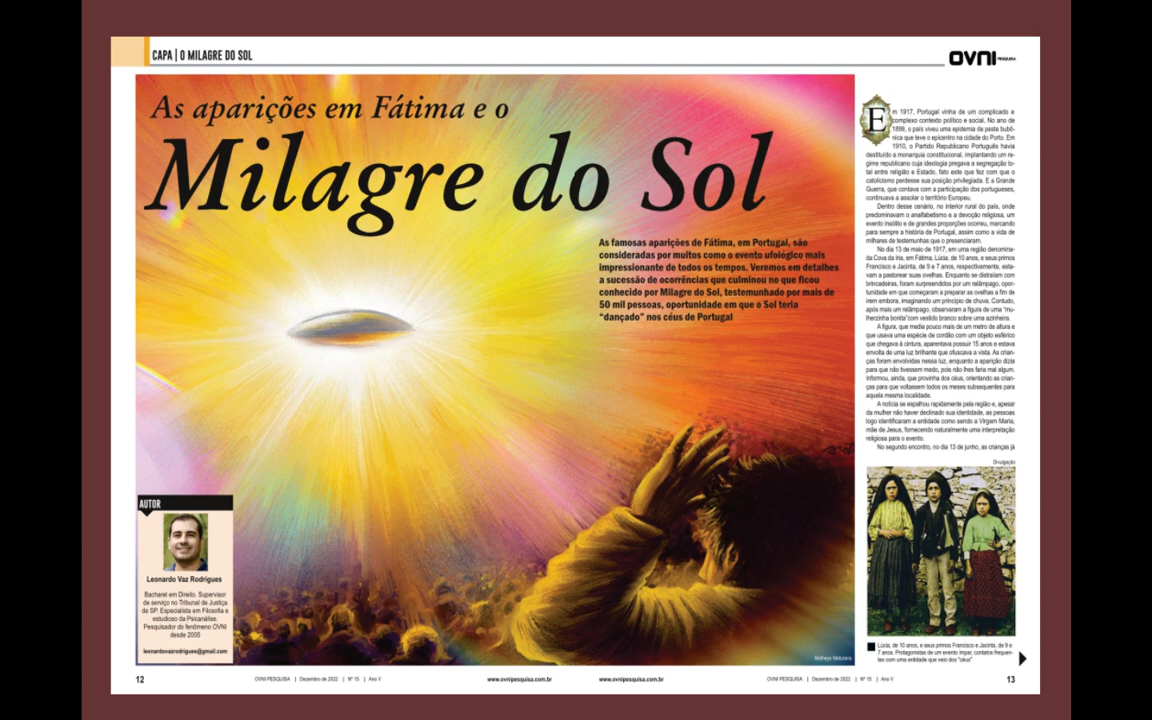 CAPA | O MILAGRE DO SOL
OVNI PESQUISA
As aparições em Fátima e o
Milagre do Sol
As famosas aparições de Fátima, em Portugal, são
consideradas por muitos como o evento ufológico mais
impressionante de todos os tempos. Veremos em detalhes
a sucessão de ocorrências que culminou no que ficou
conhecido por Milagre do Sol, testemunhado por mais de
50 mil pessoas, oportunidade em que o Sol teria
“dançado” nos céus de Portugal
AUTOR
Leonardo Vaz Rodrigues
Bacharel em Direito. Supervisor
de serviço no Tribunal de Justiça
de SP. Especialista em Filosofia e
estudioso da Psicanálise.
Pesquisador do fenômeno OVNI
desde 2005
leonardovazrodrigues@gmail.com
Em 1917, Portugal vinha de um complicado e
complexo contexto político e social. No ano de
1899, o país viveu uma epidemia de peste bubô-
nica que teve o epicentro na cidade do Porto. Em
1910, o Partido Republicano Português havia
destituído a monarquia constitucional, implantando um re-
gime republicano cuja ideologia pregava a segregação to-
tal entre religião e Estado, fato este que fez com que o
catolicismo perdesse sua posição privilegiada. E a Grande
Guerra, que contava com a participação dos portugueses,
continuava a assolar o território Europeu.
Dentro desse cenário, no interior rural do país, onde
predominavam o analfabetismo e a devoção religiosa, um
evento insólito e de grandes proporções ocorreu, marcando
para sempre a história de Portugal, assim como a vida de
milhares de testemunhas que o presenciaram.
No dia 13 de maio de 1917, em uma região denomina-
da Cova da Iria, em Fátima, Lúcia, de 10 anos, e seus primos
Francisco e Jacinta, de 9 e 7 anos, respectivamente, esta-
vam a pastorear suas ovelhas. Enquanto se distraíam com
brincadeiras, foram surpreendidos por um relâmpago, opor-
tunidade em que começaram a preparar as ovelhas a fim de
irem embora, imaginando um princípio de chuva. Contudo,
após mais um relâmpago, observaram a figura de uma “mu-
lherzinha bonita” com vestido branco sobre uma azinheira.
A figura, que media pouco mais de um metro de altura e
que usava uma espécie de cordão com um objeto esférico
que chegava à cintura, aparentava possuir 15 anos e estava
envolta de uma luz brilhante que ofuscava a vista. As crian-
ças foram envolvidas nessa luz, enquanto a aparição dizia
para que não tivessem medo, pois não lhes faria mal algum.
Informou, ainda, que provinha dos céus, orientando as crian-
ças para que voltassem todos os meses subsequentes para
aquela mesma localidade.
A notícia se espalhou rapidamente pela região e, apesar
da mulher não haver declinado sua identidade, as pessoas
logo identificaram a entidade como sendo a Virgem Maria,
mãe de Jesus, fornecendo naturalmente uma interpretação
religiosa para o evento.
No segundo encontro, no dia 13 de junho, as crianças já
Divulgação
Lúcia, de 10 anos, e seus primos Francisco e Jacinta, de 9 e
7 anos. Protagonistas de um evento ímpar, contatos frequen-
tes com uma entidade que veio dos “céus”
12
OVNI PESQUISA | Dezembro de 2022 | Nº 15 | Ano V
www.ovnipesquisa.com.br
www.ovnipesquisa.com.br
OVNI PESQUISA | Dezembro de 2022 | Nº 15 | Ano V
13